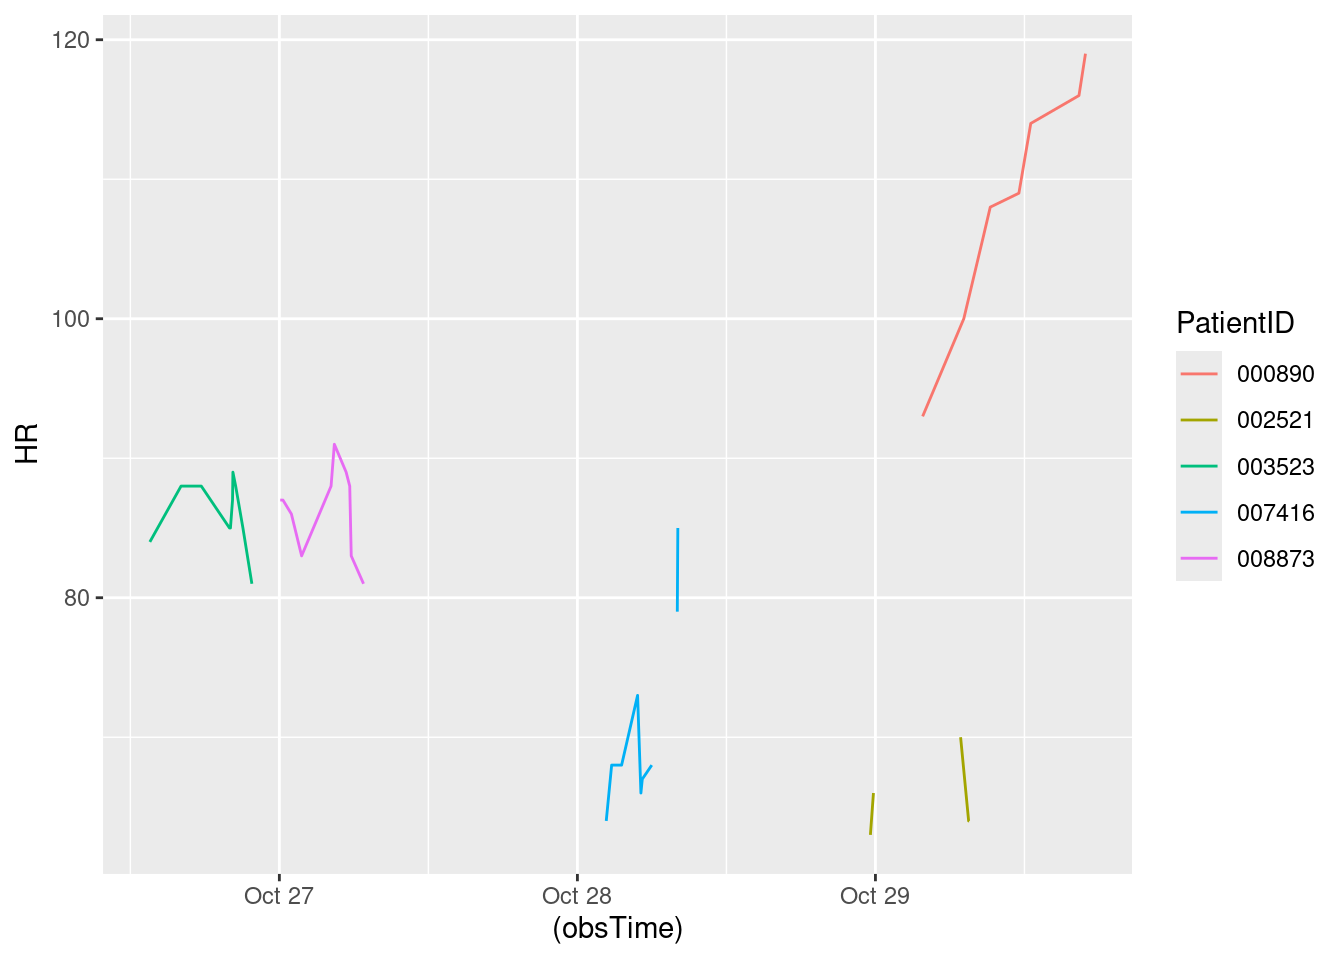 120
100
80
HR
Oct 27
Oct 28
Oct 29
(obsTime)
PatientID
000890
002521
003523
007416
008873